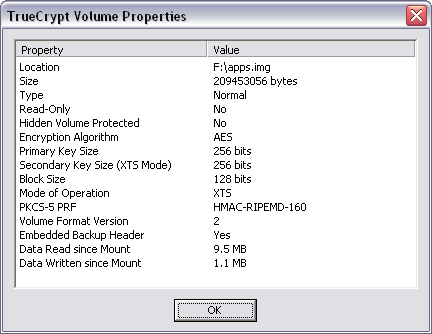 TrueCrypt Volume Properties
Property Value
Location F:\apps.img
Size 209453056 bytes
Type Normal
Read-Only No
Hidden Volume Protected No
Encryption Algorithm AES
Primary Key Size 256 bits
Secondary Key Size (XTS Mode) 256 bits
Block Size 128 bits
Mode of Operation XTS
PKCS-5 PRF HMAC-RIPEMD-160
Volume Format Version 2
Embedded Backup Header Yes
Data Read since Mount 9.5 MB
Data Written since Mount 1.1 MB
OK